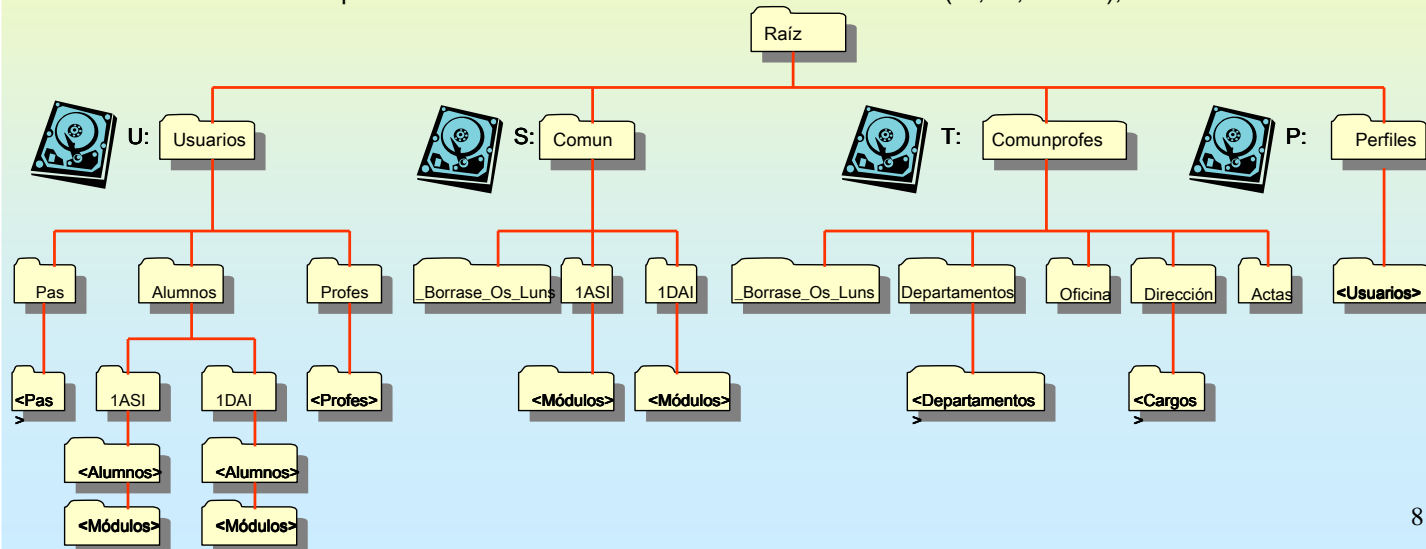 Raíz
U:
Usuarios
S:
Comun
T:
Comunprofes
P:
Perfiles
Pas
Alumnos
Profes
_Borrase_Os_Luns
1ASI
1DAI
_Borrase_Os_Luns
Departamentos
Oficina
Dirección
Actas
<Usuarios>
<Pas
>
1ASI
1DAI
<Profes>
<Módulos>
<Módulos>
<Departamentos
>
<Cargos
>
<Alumnos>
<Alumnos>
<Módulos>
<Módulos>
8